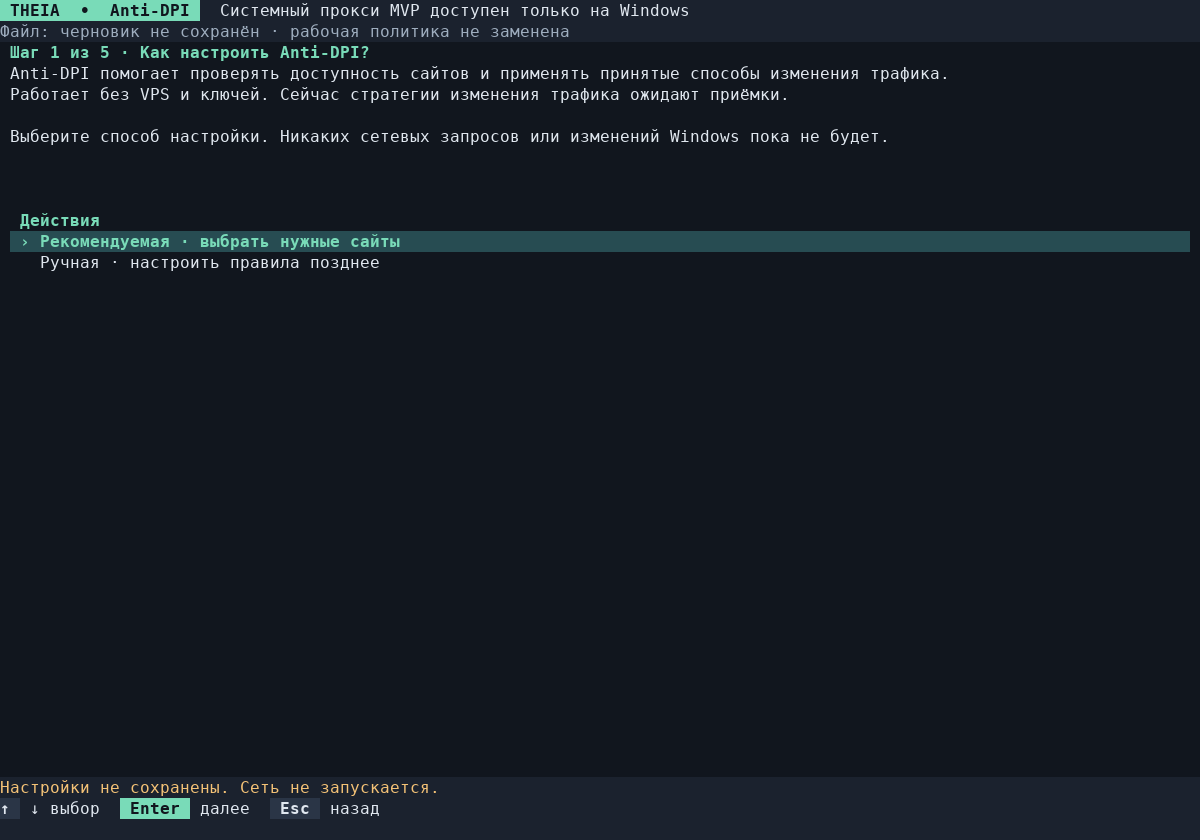 THEIA • Anti-DPI Системный прокси MVP доступен только на Windows
Файл: черновик не сохранён · рабочая политика не заменена
Шаг 1 из 5 · Как настроить Anti-DPI?
Anti-DPI помогает проверять доступность сайтов и применять принятые способы изменения трафика.
Работает без VPS и ключей. Сейчас стратегии изменения трафика ожидают приёмки.
Выберите способ настройки. Никаких сетевых запросов или изменений Windows пока не будет.
Действия
› Рекомендуемая · выбрать нужные сайты
Ручная · настроить правила позднее
Настройки не сохранены. Сеть не запускается.
↑ ↓ выбор Enter далее Esc назад